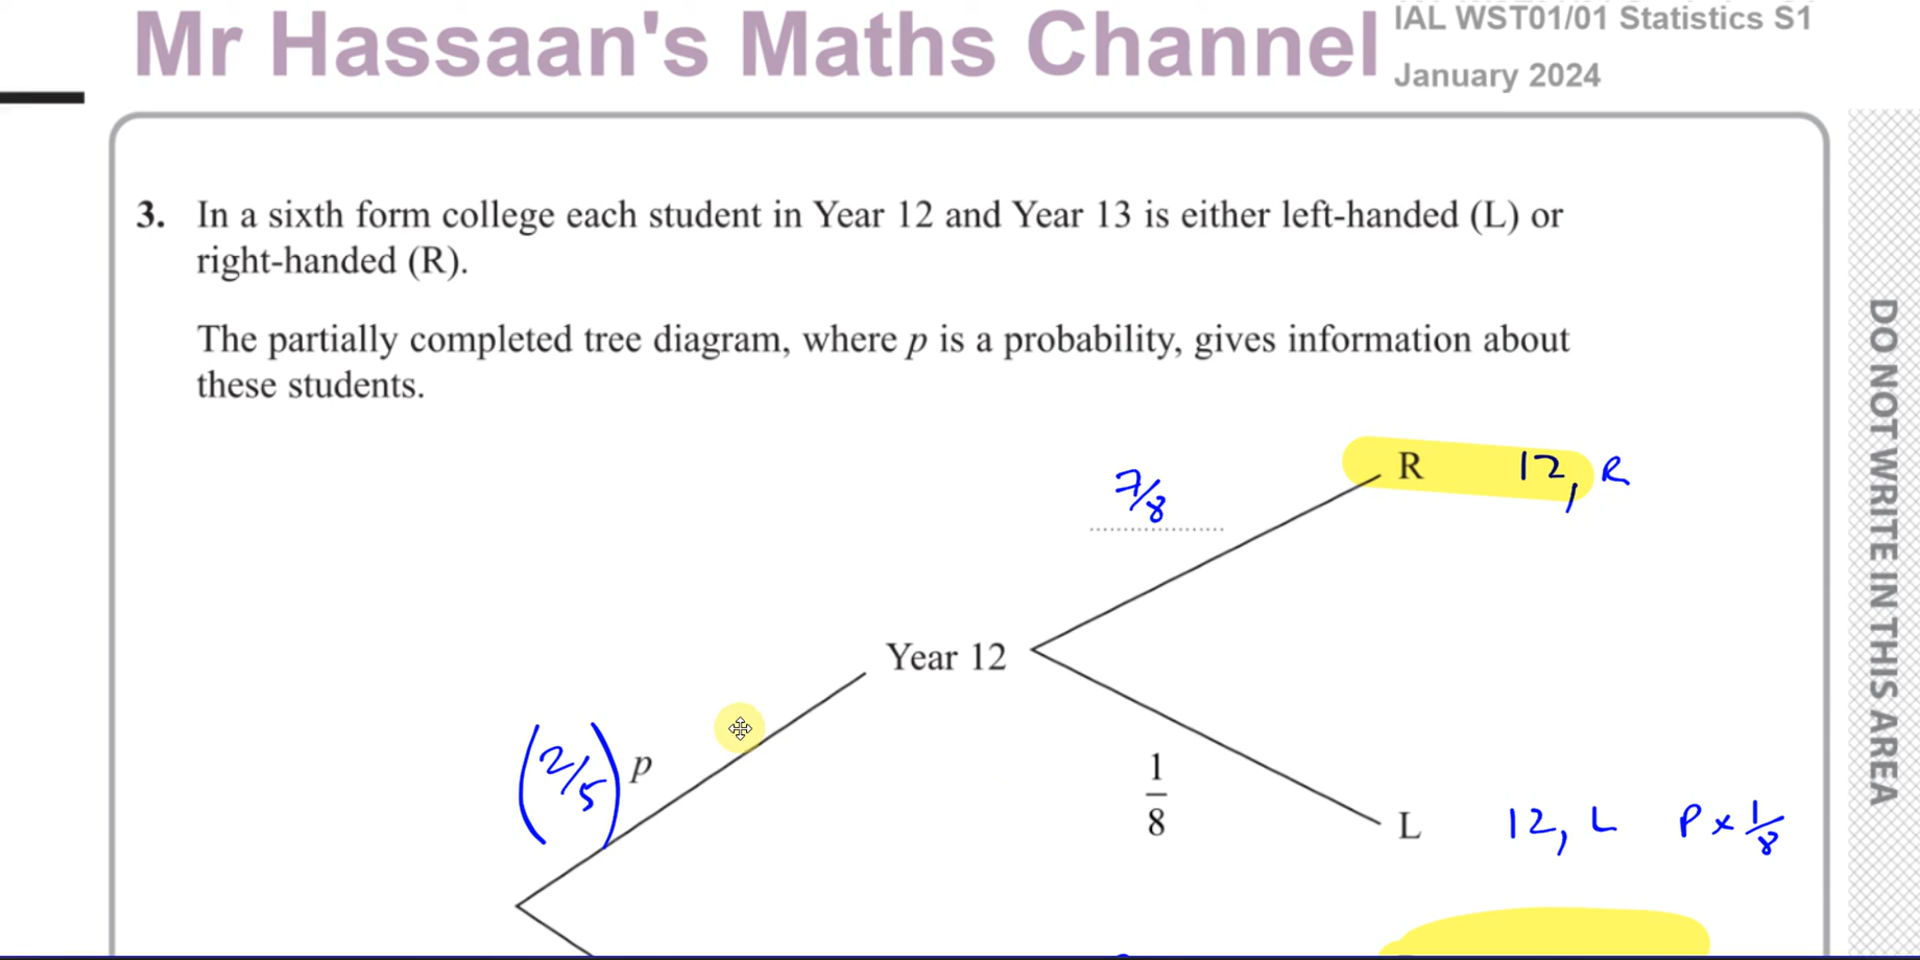 Mr Hassaan's Maths Channel
IAL WST01/01 Statistics S1
January 2024
3. In a sixth form college each student in Year 12 and Year 13 is either left-handed (L) or
right-handed (R).
The partially completed tree diagram, where p is a probability, gives information about
these students.
7/8
R 12, R
Year 12
(2/5) p
1
8
L 12, L P × 1/8
DO NOT WRITE IN THIS AREA